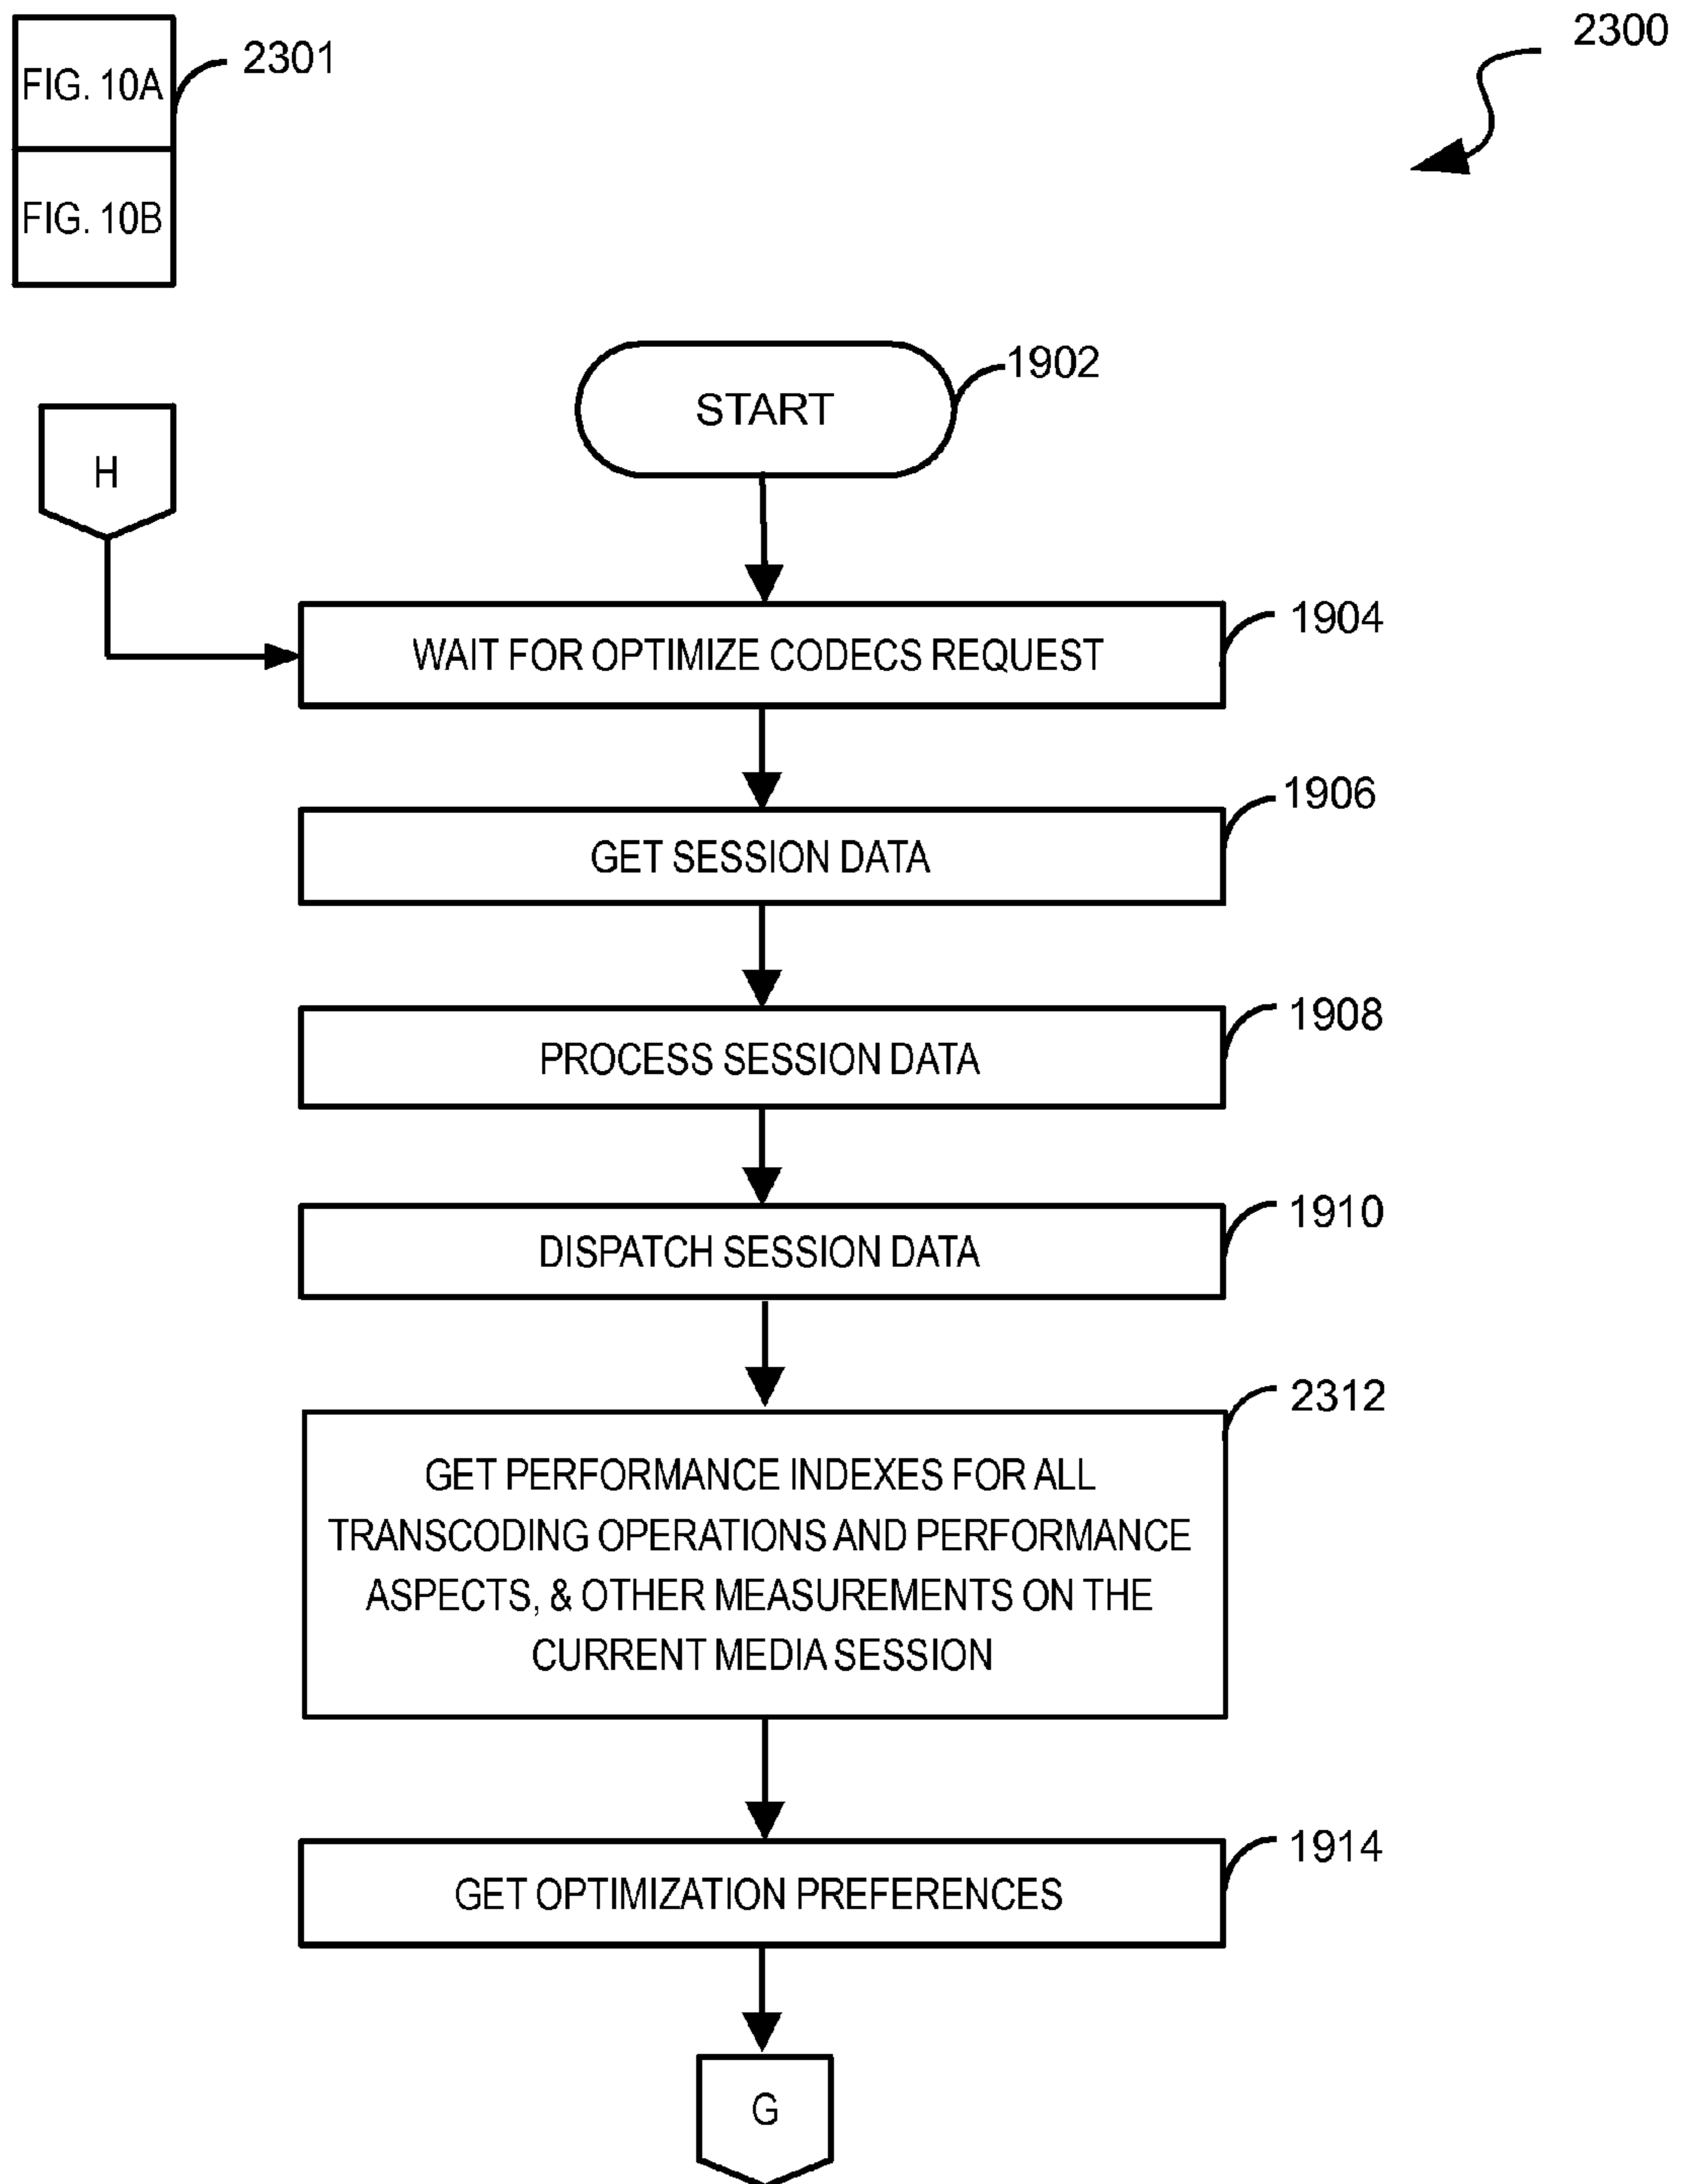 2300
FIG. 10A
2301
FIG. 10B
START
1902
H
WAIT FOR OPTIMIZE CODECS REQUEST
1904
GET SESSION DATA
1906
PROCESS SESSION DATA
1908
DISPATCH SESSION DATA
1910
GET PERFORMANCE INDEXES FOR ALL
TRANSCODING OPERATIONS AND PERFORMANCE
ASPECTS, & OTHER MEASUREMENTS ON THE
CURRENT MEDIA SESSION
2312
GET OPTIMIZATION PREFERENCES
1914
G